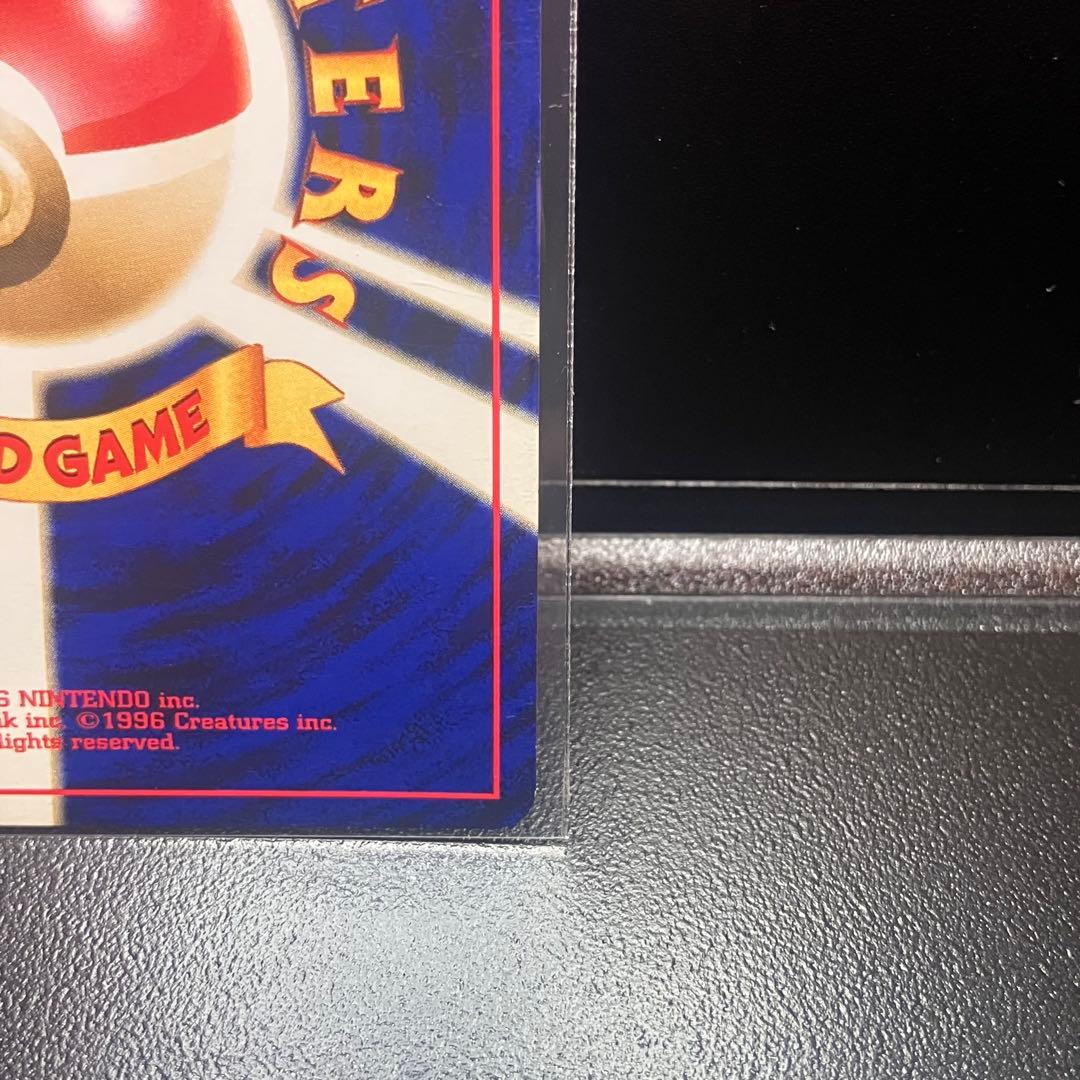 ERS
D GAME
6 NINTENDO inc.
k inc. ©1996 Creatures inc.
ights reserved.